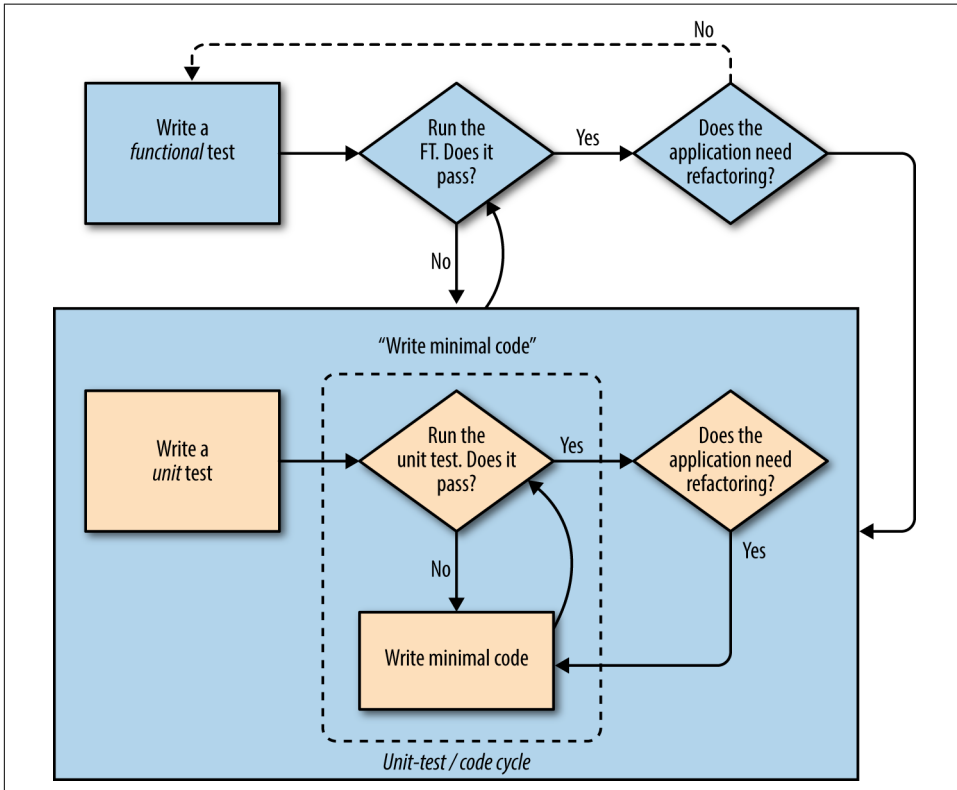 No
Write a
functional test
Run the
FT. Does it
pass?
Yes
Does the
application need
refactoring?
No
“Write minimal code”
Write a
unit test
Run the
unit test. Does it
pass?
Yes
Does the
application need
refactoring?
No
Yes
Write minimal code
Unit-test / code cycle